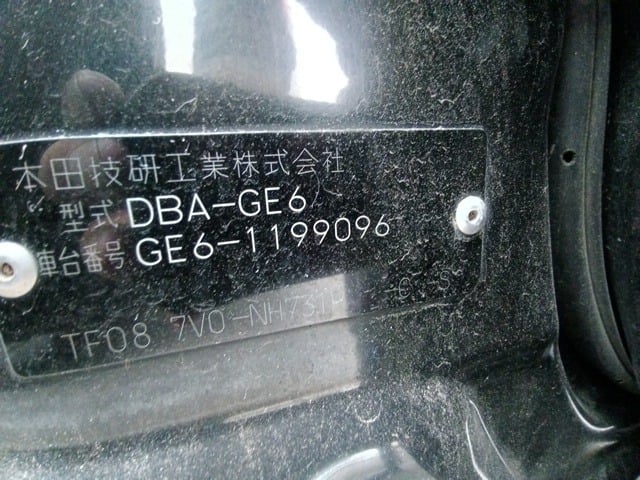 本田技研工業株式会社
型式 DBA-GE6
車台番号 GE6-1199096
TF08 7V0-NH731P C S